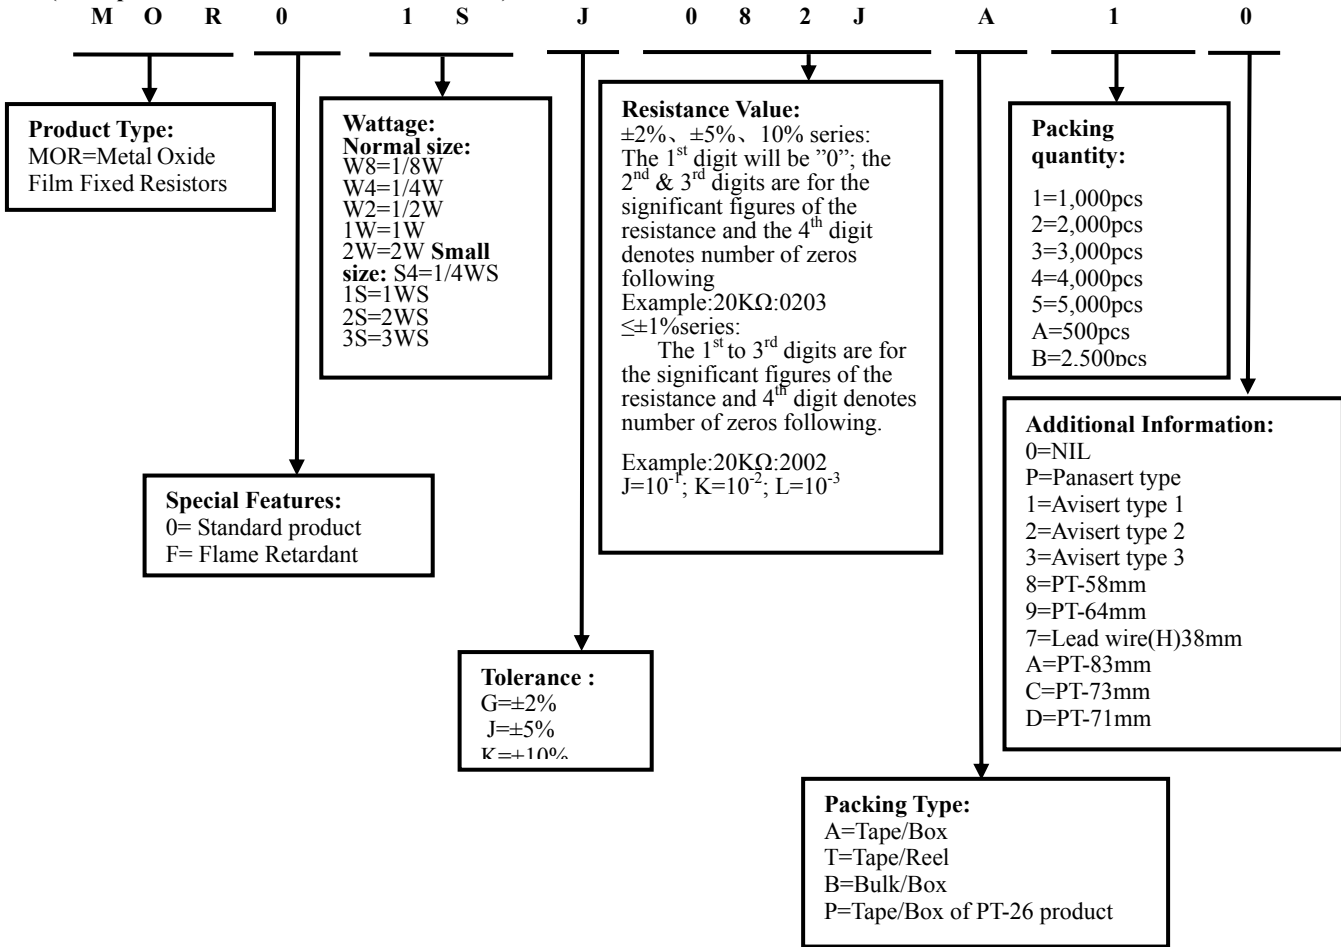 M O R 0 1 S J 0 8 2 J A 1 0
Product Type:
MOR=Metal Oxide
Film Fixed Resistors
Wattage:
Normal size:
W8=1/8W
W4=1/4W
W2=1/2W
1W=1W
2W=2W Small
size: S4=1/4WS
1S=1WS
2S=2WS
3S=3WS
Resistance Value:
±2%、±5%、10% series:
The 1st digit will be ”0”; the
2nd & 3rd digits are for the
significant figures of the
resistance and the 4th digit
denotes number of zeros
following
Example:20KΩ:0203
≤±1%series:
The 1st to 3rd digits are for
the significant figures of the
resistance and 4th digit denotes
number of zeros following.
Example:20KΩ:2002
J=10-1; K=10-2; L=10-3
Packing
quantity:
1=1,000pcs
2=2,000pcs
3=3,000pcs
4=4,000pcs
5=5,000pcs
A=500pcs
B=2,500pcs
Special Features:
0= Standard product
F= Flame Retardant
Additional Information:
0=NIL
P=Panasert type
1=Avisert type 1
2=Avisert type 2
3=Avisert type 3
8=PT-58mm
9=PT-64mm
7=Lead wire(H)38mm
A=PT-83mm
C=PT-73mm
D=PT-71mm
Tolerance :
G=±2%
J=±5%
K=±10%
Packing Type:
A=Tape/Box
T=Tape/Reel
B=Bulk/Box
P=Tape/Box of PT-26 product